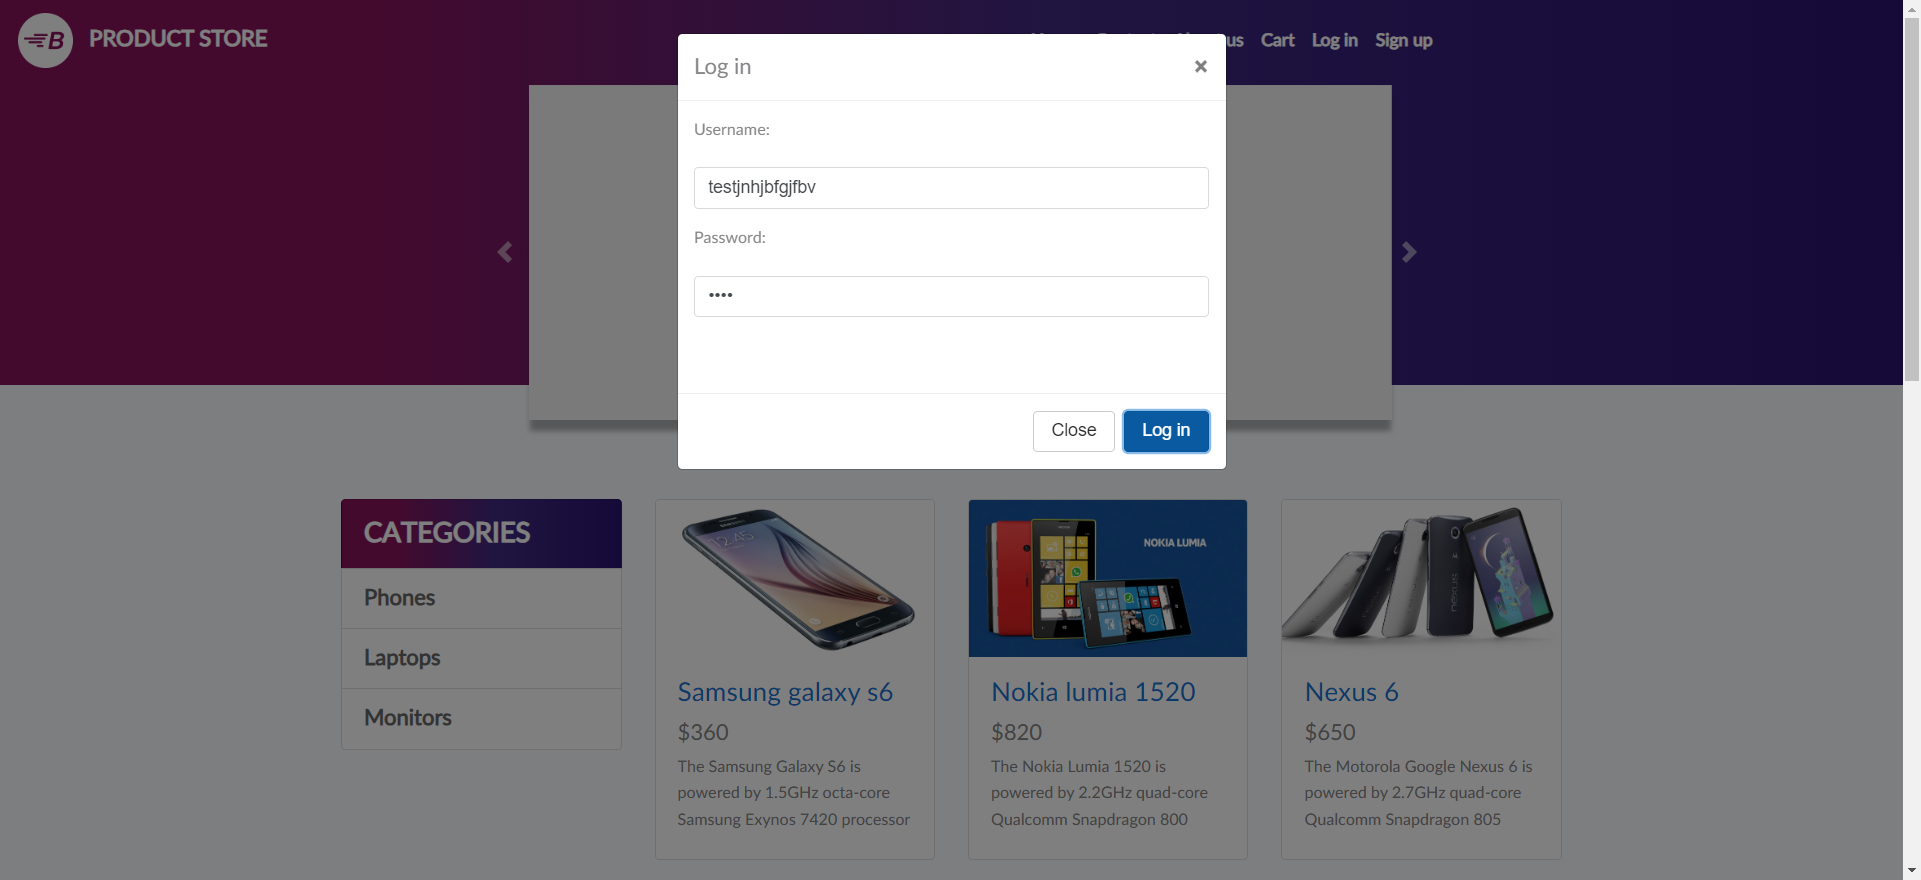 B PRODUCT STORE
us Cart Log in Sign up
Log in ×
Username:
testjnhjbfgjfbv
Password:
••••
Close Log in
CATEGORIES
Phones
Laptops
Monitors
12:45
Samsung galaxy s6
$360
The Samsung Galaxy S6 is
powered by 1.5GHz octa-core
Samsung Exynos 7420 processor
NOKIA LUMIA
Nokia lumia 1520
$820
The Nokia Lumia 1520 is
powered by 2.2GHz quad-core
Qualcomm Snapdragon 800
nexus
Nexus 6
$650
The Motorola Google Nexus 6 is
powered by 2.7GHz quad-core
Qualcomm Snapdragon 805